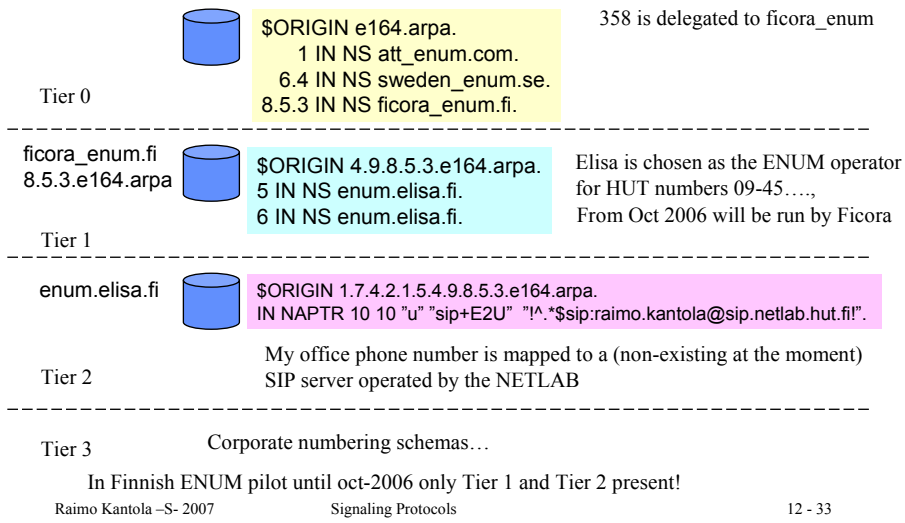 358 is delegated to ficora_enum
$ORIGIN e164.arpa.
1 IN NS att_enum.com.
6.4 IN NS sweden_enum.se.
8.5.3 IN NS ficora_enum.fi.
Tier 0
ficora_enum.fi
8.5.3.e164.arpa
$ORIGIN 4.9.8.5.3.e164.arpa.
5 IN NS enum.elisa.fi.
6 IN NS enum.elisa.fi.
Elisa is chosen as the ENUM operator
for HUT numbers 09-45….,
From Oct 2006 will be run by Ficora
Tier 1
enum.elisa.fi
$ORIGIN 1.7.4.2.1.5.4.9.8.5.3.e164.arpa.
IN NAPTR 10 10 ”u” ”sip+E2U” ”!^.*$sip:raimo.kantola@sip.netlab.hut.fi!”.
My office phone number is mapped to a (non-existing at the moment)
SIP server operated by the NETLAB
Tier 2
Tier 3
Corporate numbering schemas…
In Finnish ENUM pilot until oct-2006 only Tier 1 and Tier 2 present!
Raimo Kantola –S- 2007
Signaling Protocols
12 - 33